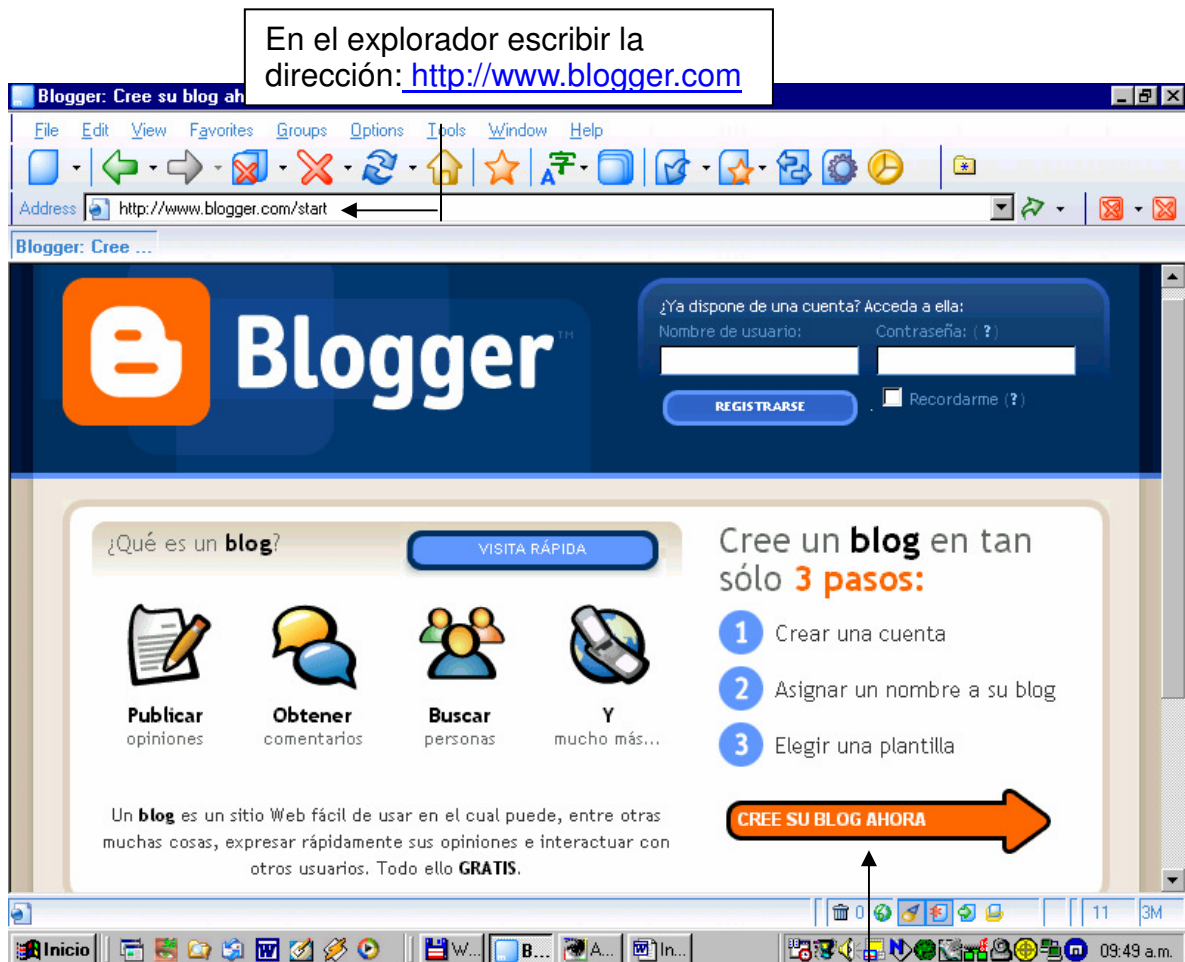 En el explorador escribir la
dirección: http://www.blogger.com
Blogger: Cree su blog ah
File Edit View Favorites Groups Options Tools Window Help
Address http://www.blogger.com/start
Blogger: Cree ...
Blogger™
¿Ya dispone de una cuenta? Acceda a ella:
Nombre de usuario: Contraseña: (?)
REGISTRARSE Recordarme (?)
¿Qué es un blog? VISITA RÁPIDA
Publicar
opiniones
Obtener
comentarios
Buscar
personas
Y
mucho más...
Un blog es un sitio Web fácil de usar en el cual puede, entre otras
muchas cosas, expresar rápidamente sus opiniones e interactuar con
otros usuarios. Todo ello GRATIS.
Cree un blog en tan
sólo 3 pasos:
1 Crear una cuenta
2 Asignar un nombre a su blog
3 Elegir una plantilla
CREE SU BLOG AHORA
0 11 3M
Inicio W... B... A... In... 09:49 a.m.